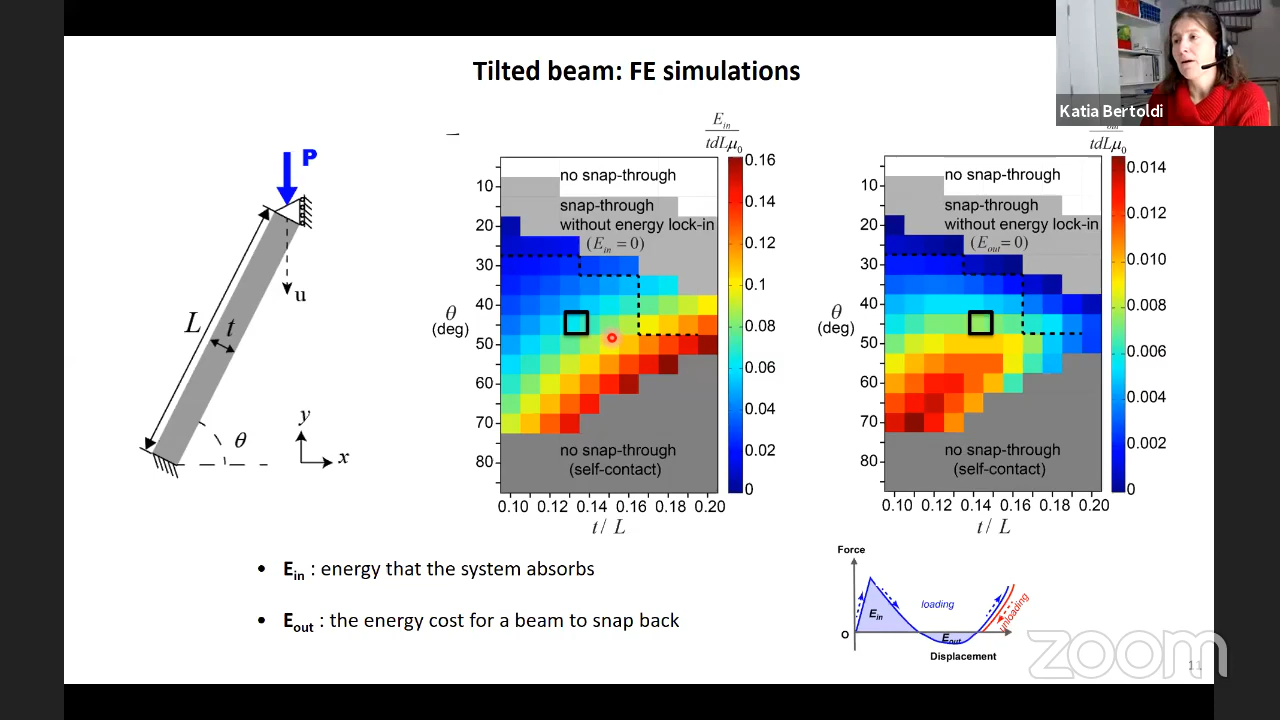 Tilted beam: FE simulations
Katia Bertoldi
P
u
L
t
θ
y
x
E_in
tdLμ₀
no snap-through
snap-through
without energy lock-in
(E_in = 0)
θ
(deg)
10
20
30
40
50
60
70
80
no snap-through
(self-contact)
0.10 0.12 0.14 0.16 0.18 0.20
t / L
0.16
0.14
0.12
0.1
0.08
0.06
0.04
0.02
0
tdLμ₀
no snap-through
snap-through
without energy lock-in
(E_out=0)
θ
(deg)
10
20
30
40
50
60
70
80
no snap-through
(self-contact)
0.10 0.12 0.14 0.16 0.18 0.20
t / L
0.014
0.012
0.010
0.008
0.006
0.004
0.002
0
• E_in : energy that the system absorbs
• E_out : the energy cost for a beam to snap back
Force
loading
unloading
E_in
O
E_out
Displacement
zoom
11